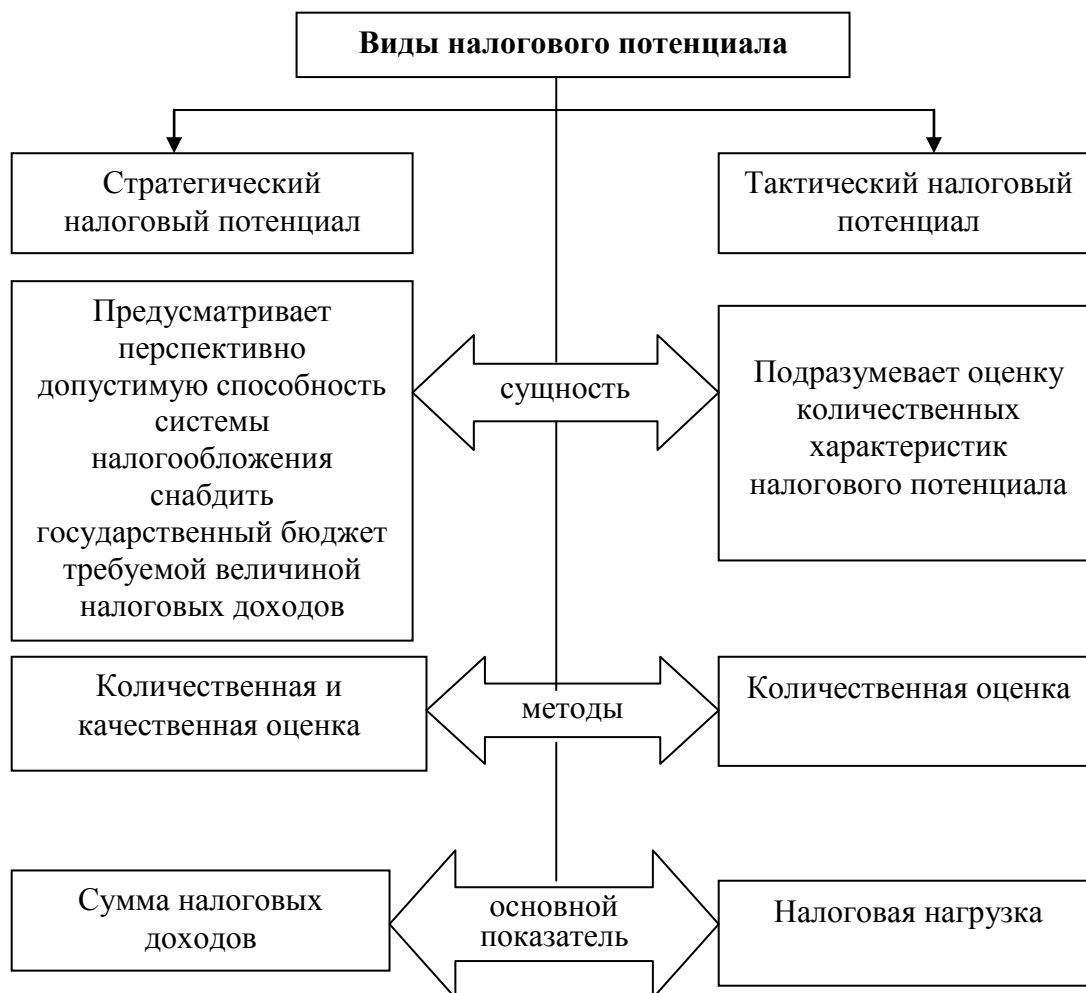 Виды налогового потенциала
Стратегический
налоговый потенциал
Тактический налоговый
потенциал
Предусматривает
перспективно
допустимую способность
системы
налогообложения
снабдить
государственный бюджет
требуемой величиной
налоговых доходов
сущность
Подразумевает оценку
количественных
характеристик
налогового потенциала
Количественная и
качественная оценка
методы
Количественная оценка
Сумма налоговых
доходов
основной
показатель
Налоговая нагрузка